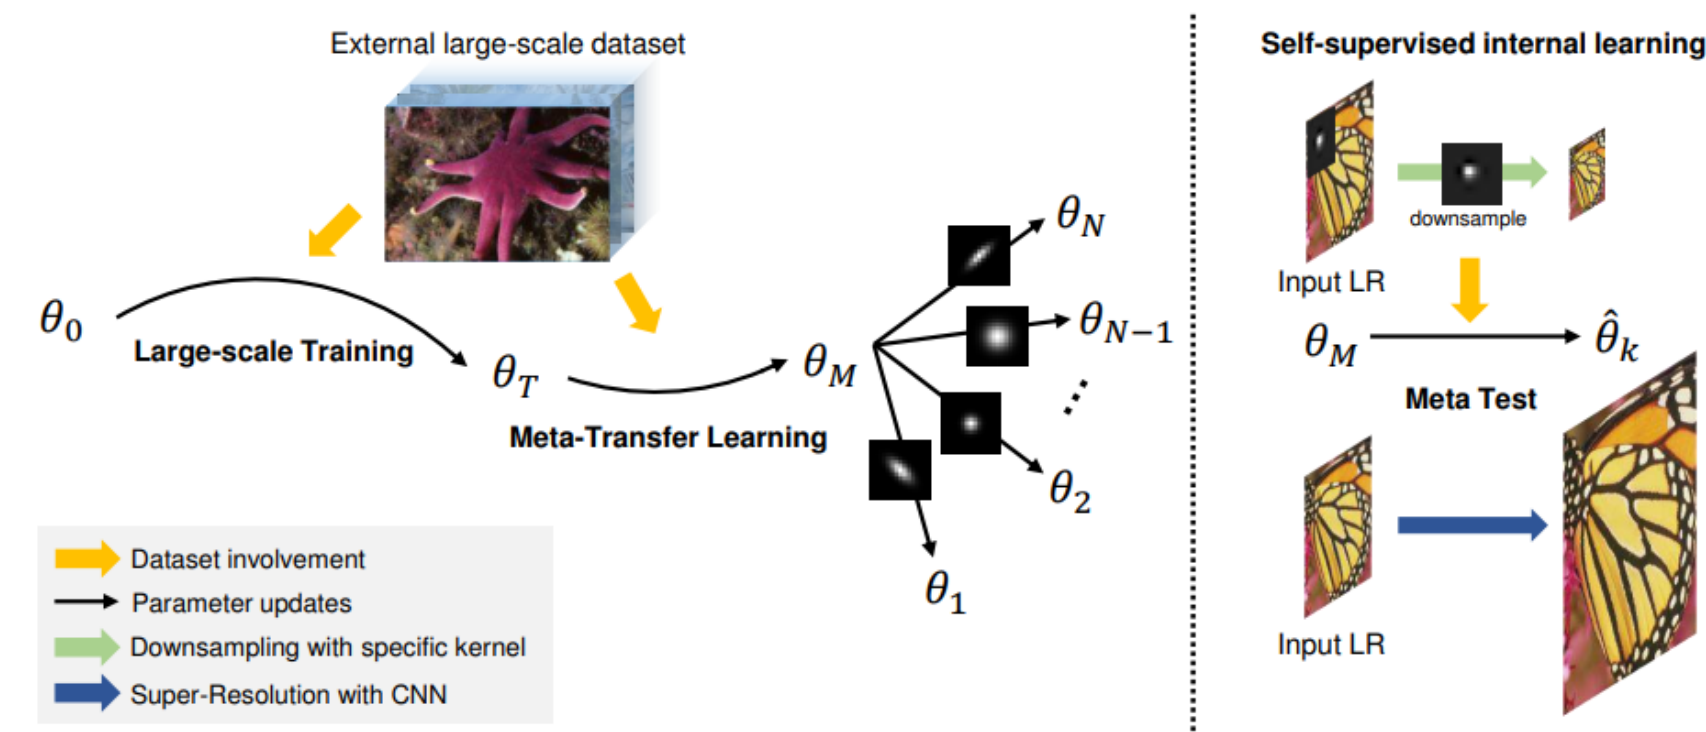 External large-scale dataset
θ_0
Large-scale Training
θ_T
Meta-Transfer Learning
θ_M
θ_N
θ_{N−1}
θ_2
θ_1
Dataset involvement
Parameter updates
Downsampling with specific kernel
Super-Resolution with CNN
Self-supervised internal learning
downsample
Input LR
θ_M
θ̂_k
Meta Test
Input LR